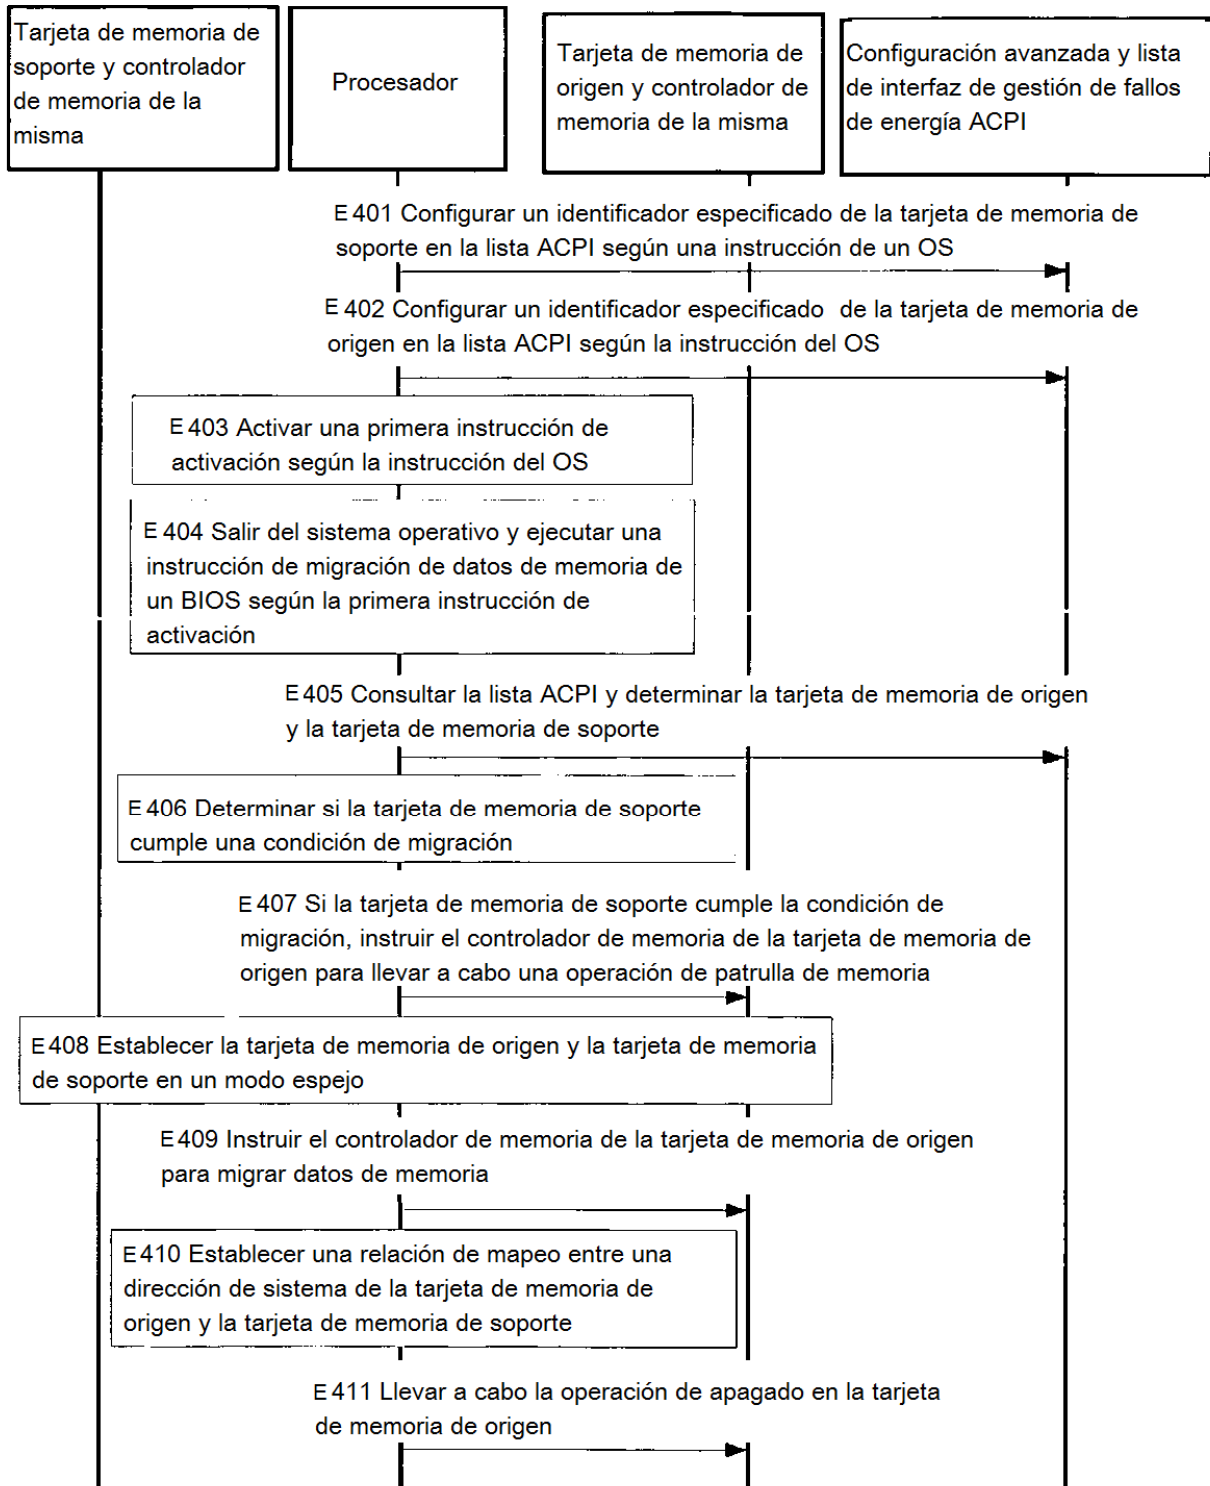 Tarjeta de memoria de
soporte y controlador
de memoria de la
misma
Procesador
Tarjeta de memoria de
origen y controlador de
memoria de la misma
Configuración avanzada y lista
de interfaz de gestión de fallos
de energía ACPI
E 401 Configurar un identificador especificado de la tarjeta de memoria de
soporte en la lista ACPI según una instrucción de un OS
E 402 Configurar un identificador especificado de la tarjeta de memoria de
origen en la lista ACPI según la instrucción del OS
E 403 Activar una primera instrucción de
activación según la instrucción del OS
E 404 Salir del sistema operativo y ejecutar una
instrucción de migración de datos de memoria de
un BIOS según la primera instrucción de
activación
E 405 Consultar la lista ACPI y determinar la tarjeta de memoria de origen
y la tarjeta de memoria de soporte
E 406 Determinar si la tarjeta de memoria de soporte
cumple una condición de migración
E 407 Si la tarjeta de memoria de soporte cumple la condición de
migración, instruir el controlador de memoria de la tarjeta de memoria de
origen para llevar a cabo una operación de patrulla de memoria
E 408 Establecer la tarjeta de memoria de origen y la tarjeta de memoria
de soporte en un modo espejo
E 409 Instruir el controlador de memoria de la tarjeta de memoria de origen
para migrar datos de memoria
E 410 Establecer una relación de mapeo entre una
dirección de sistema de la tarjeta de memoria de
origen y la tarjeta de memoria de soporte
E 411 Llevar a cabo la operación de apagado en la tarjeta
de memoria de origen